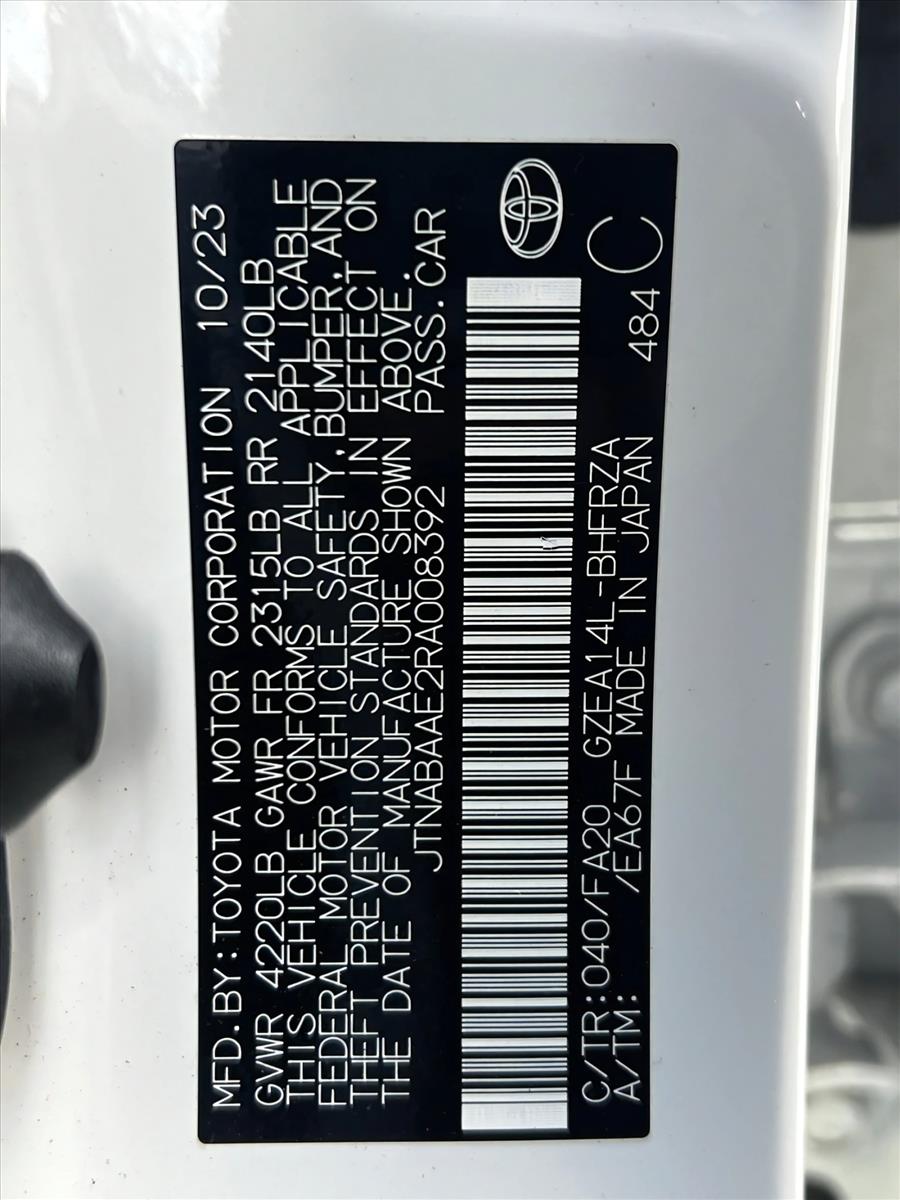 MFD.BY:TOYOTA MOTOR CORPORATION 10/23
GVWR 4220LB GAWR FR 2315LB RR 2140LB
THIS VEHICLE CONFORMS TO ALL APPLICABLE
FEDERAL MOTOR VEHICLE SAFETY,BUMPER,AND
THEFT PREVENTION STANDARDS IN EFFECT ON
THE DATE OF MANUFACTURE SHOWN ABOVE.
JTNABAAE2RA008392 PASS.CAR
C/TR:040/FA20 GZEA14L-BHFRZA
A/TM: /EA67F MADE IN JAPAN 484 C